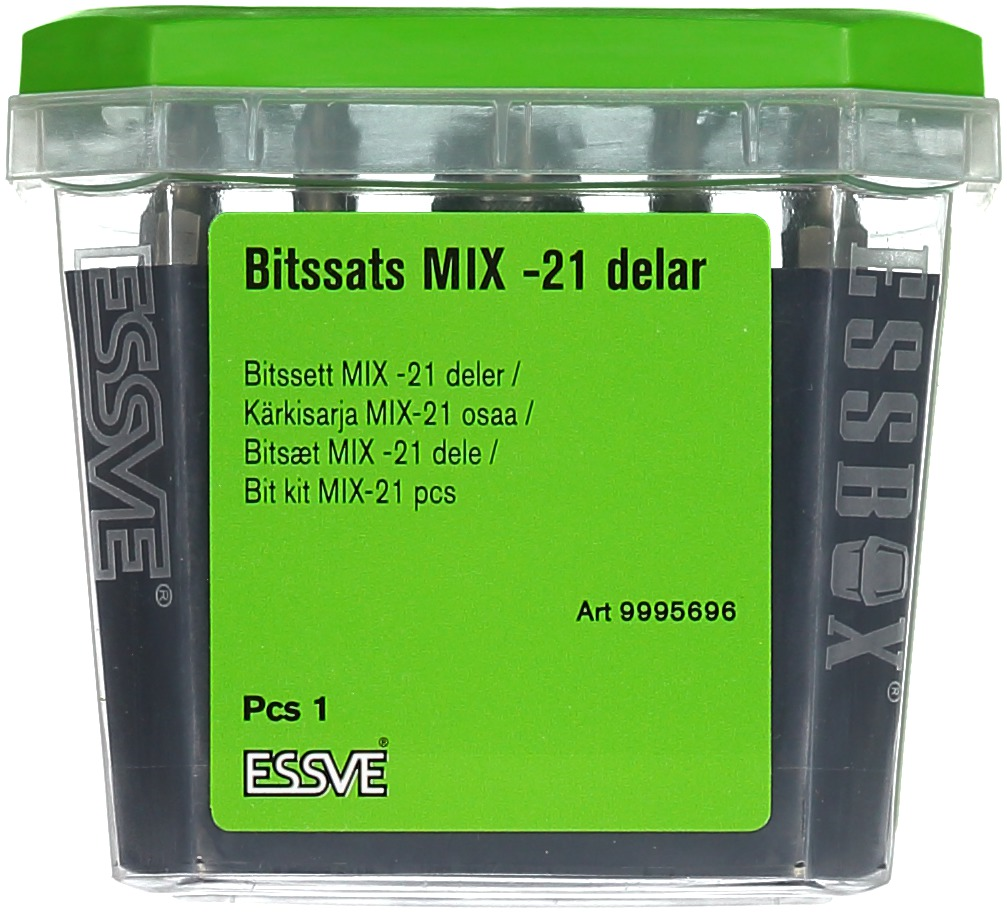 Bitssats MIX -21 delar
Bitssett MIX -21 deler /
Kärkisarja MIX-21 osaa /
Bitsæt MIX -21 dele /
Bit kit MIX-21 pcs
Art 9995696
Pcs 1
ESSVE®
ESSVE®
ESSBOX®